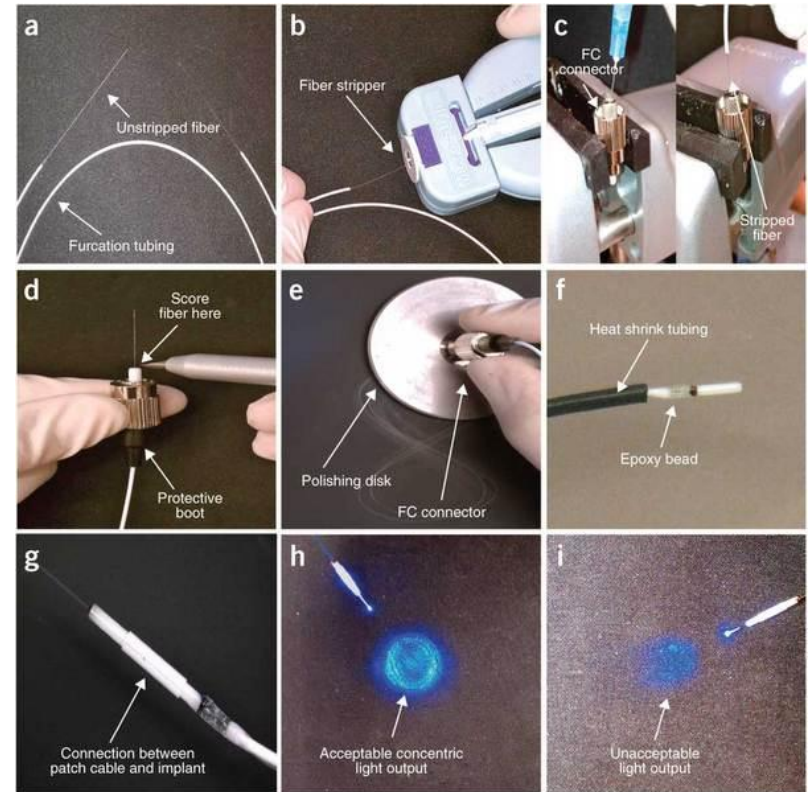 a
Unstripped fiber
Furcation tubing
b
Fiber stripper
c
FC
connector
Stripped
fiber
d
Score
fiber here
Protective
boot
e
Polishing disk
FC connector
f
Heat shrink tubing
Epoxy bead
g
Connection between
patch cable and implant
h
Acceptable concentric
light output
i
Unacceptable
light output